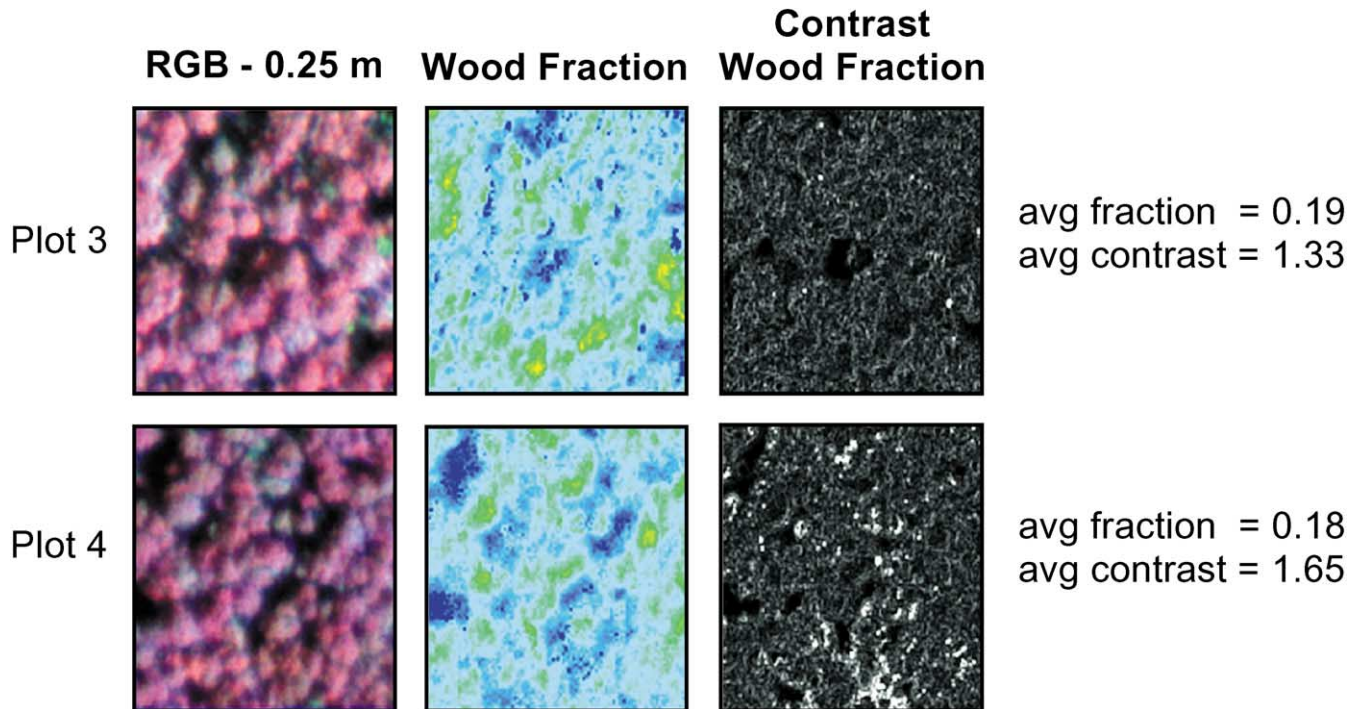 RGB - 0.25 m
Wood Fraction
Contrast
Wood Fraction
Plot 3
avg fraction = 0.19
avg contrast = 1.33
Plot 4
avg fraction = 0.18
avg contrast = 1.65